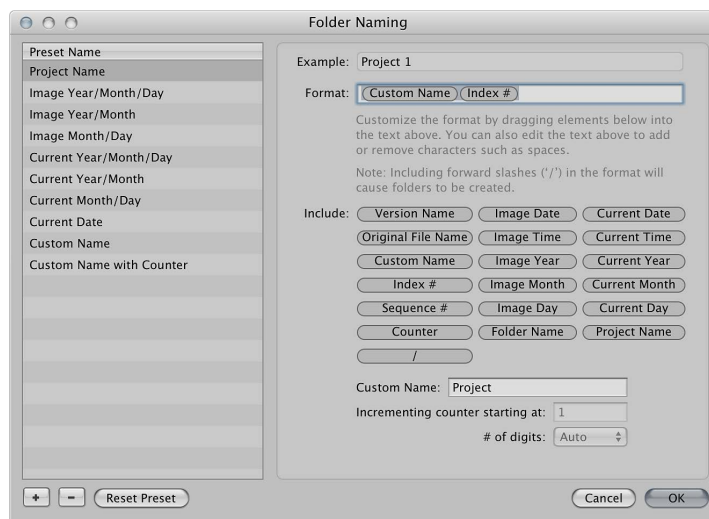 Folder Naming
Preset Name
Project Name
Image Year/Month/Day
Image Year/Month
Image Month/Day
Current Year/Month/Day
Current Year/Month
Current Month/Day
Current Date
Custom Name
Custom Name with Counter
Example: Project 1
Format: Custom Name Index #
Customize the format by dragging elements below into
the text above. You can also edit the text above to add
or remove characters such as spaces.
Note: Including forward slashes ('/') in the format will
cause folders to be created.
Include: Version Name Image Date Current Date
Original File Name Image Time Current Time
Custom Name Image Year Current Year
Index # Image Month Current Month
Sequence # Image Day Current Day
Counter Folder Name Project Name
/
Custom Name: Project
Incrementing counter starting at: 1
# of digits: Auto
+ − Reset Preset Cancel OK